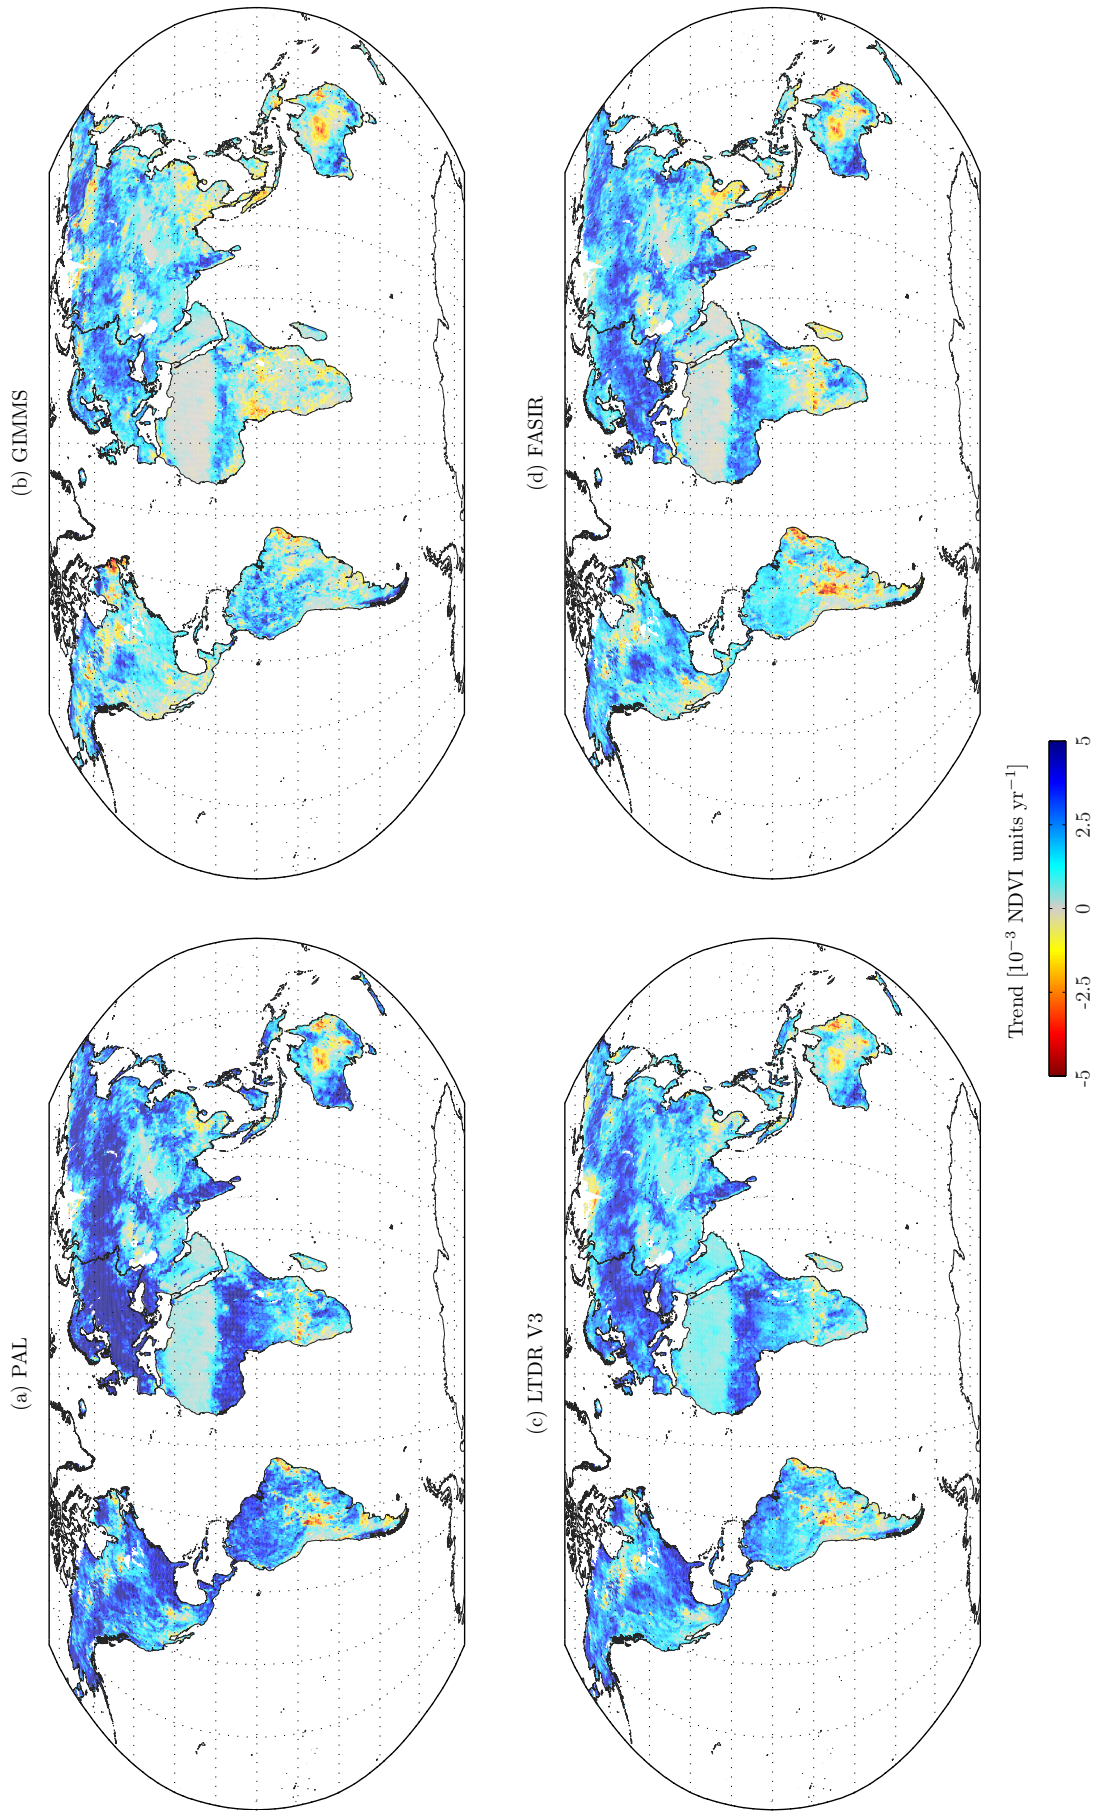 (a) PAL
(b) GIMMS
(c) LTDR V3
(d) FASIR
Trend [10⁻³ NDVI units yr⁻¹]
-5 -2.5 0 2.5 5